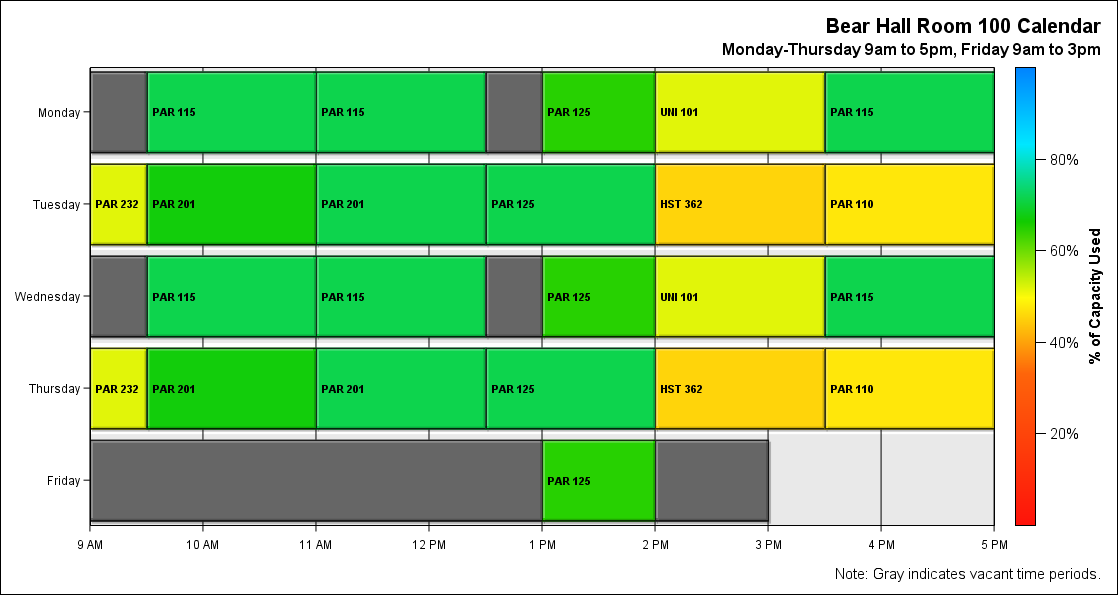 Bear Hall Room 100 Calendar
Monday-Thursday 9am to 5pm, Friday 9am to 3pm
Monday PAR 115 PAR 115 PAR 125 UNI 101 PAR 115
Tuesday PAR 232 PAR 201 PAR 201 PAR 125 HST 362 PAR 110
Wednesday PAR 115 PAR 115 PAR 125 UNI 101 PAR 115
Thursday PAR 232 PAR 201 PAR 201 PAR 125 HST 362 PAR 110
Friday PAR 125
9 AM 10 AM 11 AM 12 PM 1 PM 2 PM 3 PM 4 PM 5 PM
80%
60%
40%
20%
% of Capacity Used
Note: Gray indicates vacant time periods.